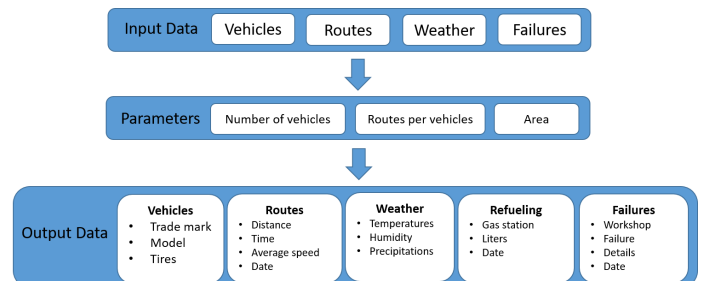 Input Data Vehicles Routes Weather Failures
Parameters Number of vehicles Routes per vehicles Area
Output Data
Vehicles
• Trade mark
• Model
• Tires
Routes
• Distance
• Time
• Average speed
• Date
Weather
• Temperatures
• Humidity
• Precipitations
Refueling
• Gas station
• Liters
• Date
Failures
• Workshop
• Failure
• Details
• Date